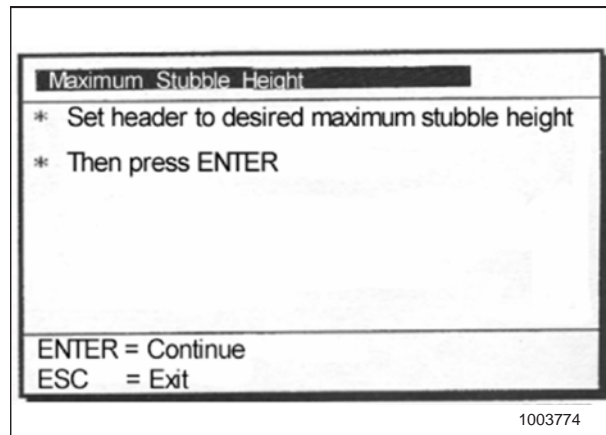 Maximum Stubble Height
* Set header to desired maximum stubble height
* Then press ENTER
ENTER = Continue
ESC = Exit
1003774